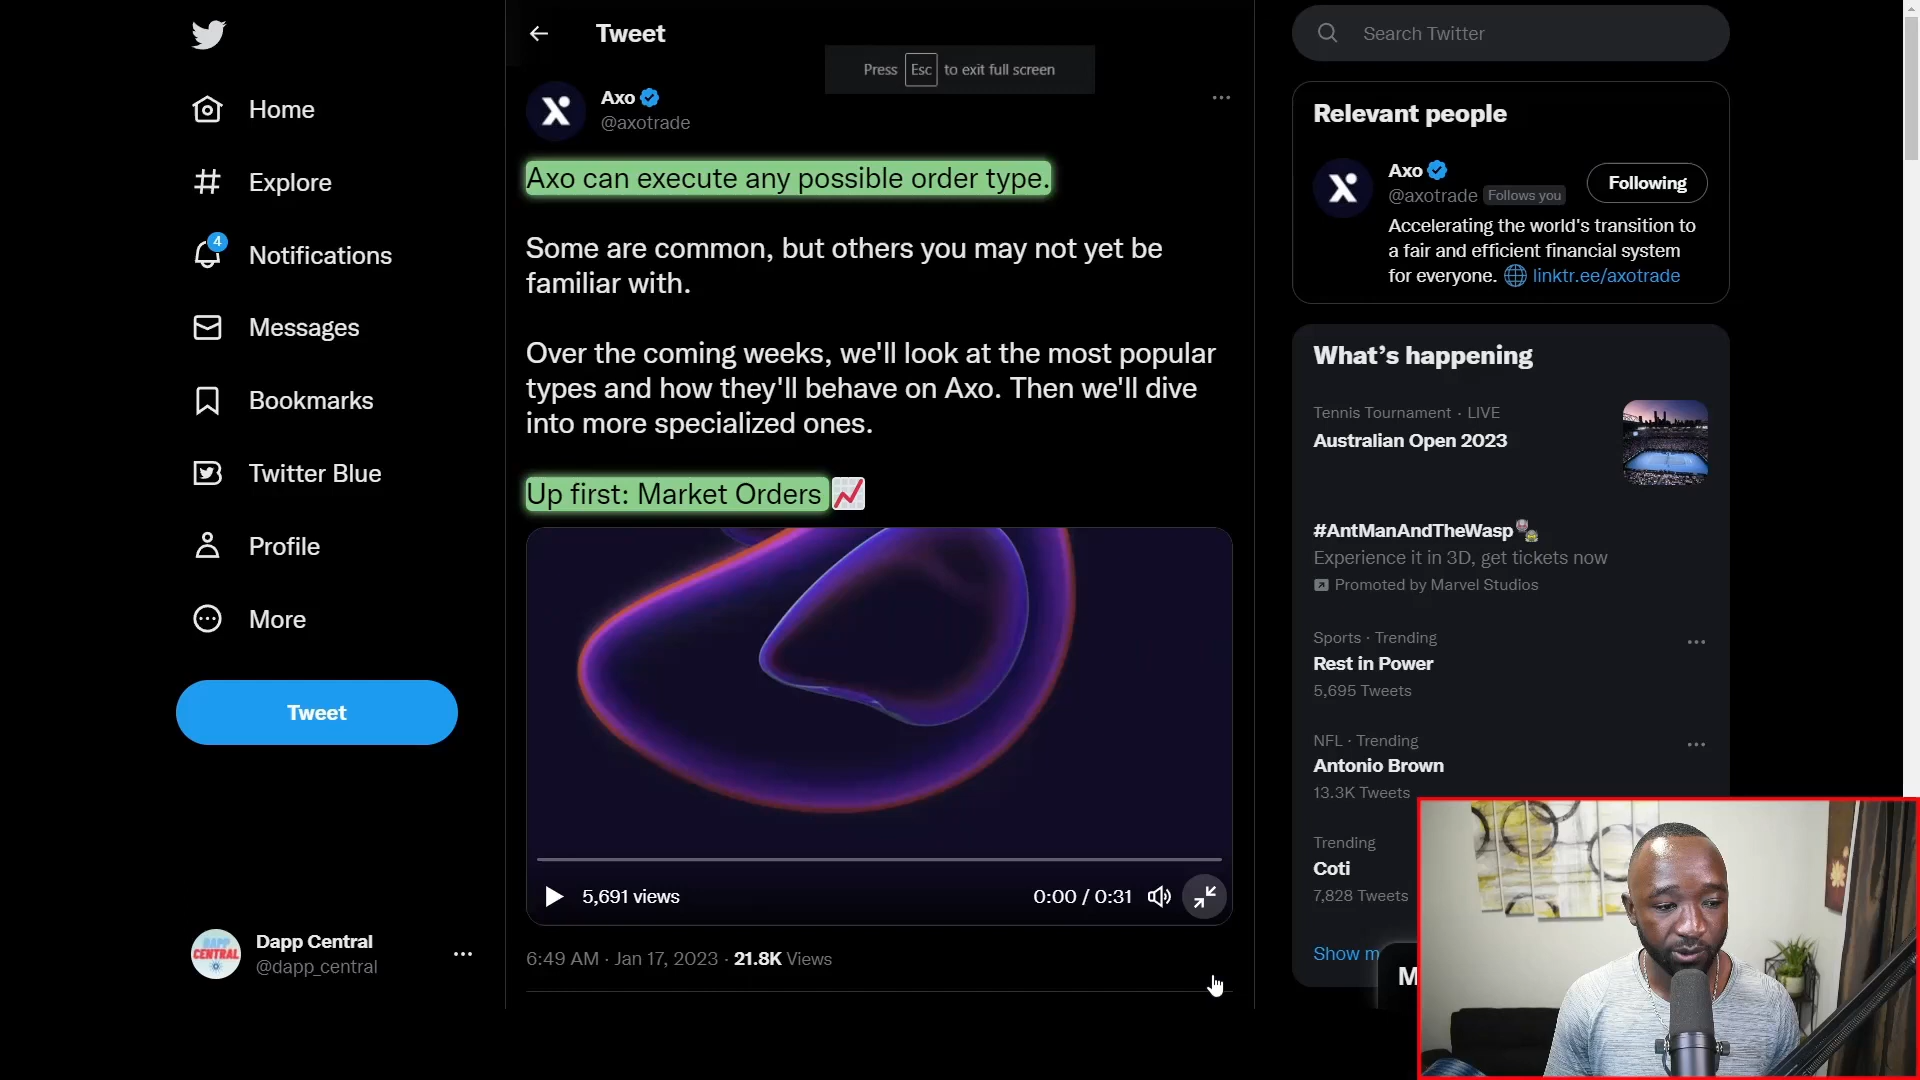 Home
Explore
4
Notifications
Messages
Bookmarks
Twitter Blue
Profile
More
Tweet
DAPP
CENTRAL
Dapp Central
@dapp_central
Tweet
Press Esc to exit full screen
Axo
@axotrade
Axo can execute any possible order type.
Some are common, but others you may not yet be
familiar with.
Over the coming weeks, we'll look at the most popular
types and how they'll behave on Axo. Then we'll dive
into more specialized ones.
Up first: Market Orders
5,691 views
0:00 / 0:31
6:49 AM · Jan 17, 2023 · 21.8K Views
Search Twitter
Relevant people
Axo
@axotrade Follows you
Following
Accelerating the world's transition to
a fair and efficient financial system
for everyone. linktr.ee/axotrade
What's happening
Tennis Tournament · LIVE
Australian Open 2023
#AntManAndTheWasp
Experience it in 3D, get tickets now
Promoted by Marvel Studios
Sports · Trending
Rest in Power
5,695 Tweets
NFL · Trending
Antonio Brown
13.3K Tweets
Trending
Coti
7,828 Tweets
Show m
M